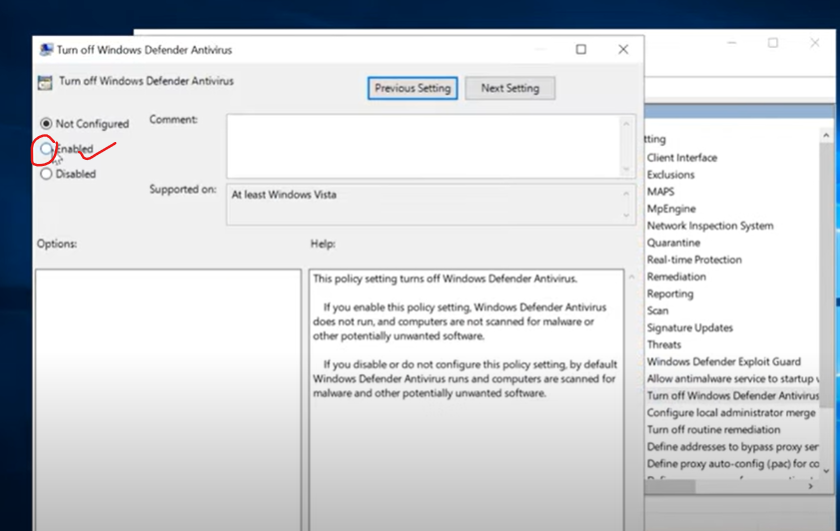 Turn off Windows Defender Antivirus
Turn off Windows Defender Antivirus
Previous Setting
Next Setting
Not Configured
Enabled
Disabled
Comment:
Supported on:
At least Windows Vista
Options:
Help:
This policy setting turns off Windows Defender Antivirus.
If you enable this policy setting, Windows Defender Antivirus
does not run, and computers are not scanned for malware or
other potentially unwanted software.
If you disable or do not configure this policy setting, by default
Windows Defender Antivirus runs and computers are scanned for
malware and other potentially unwanted software.
tting
Client Interface
Exclusions
MAPS
MpEngine
Network Inspection System
Quarantine
Real-time Protection
Remediation
Reporting
Scan
Signature Updates
Threats
Windows Defender Exploit Guard
Allow antimalware service to startup
Turn off Windows Defender Antivirus
Configure local administrator merge
Turn off routine remediation
Define addresses to bypass proxy ser
Define proxy auto-config (.pac) for co